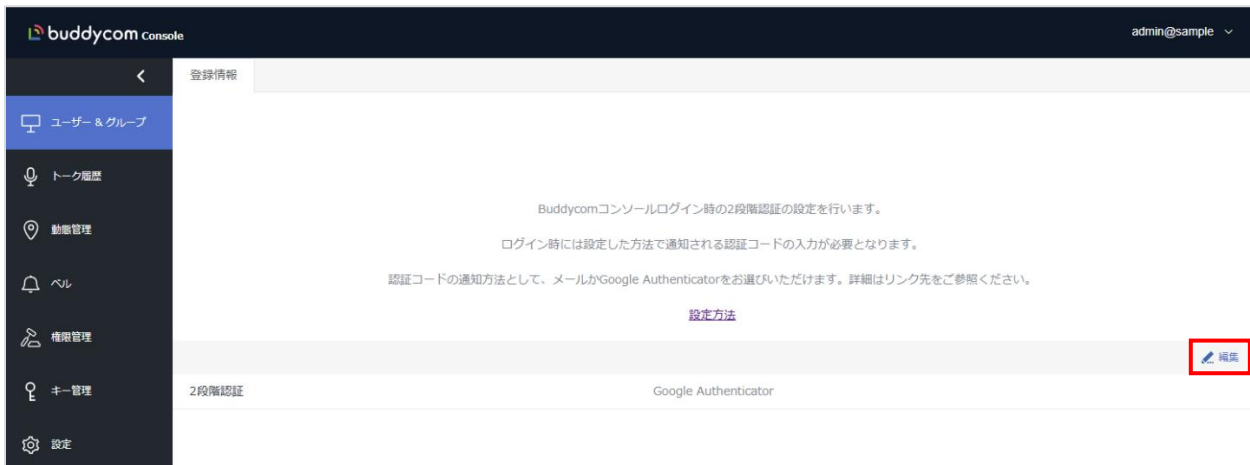 buddycom Console
admin@sample
登録情報
ユーザー & グループ
トーク履歴
動態管理
ベル
権限管理
キー管理
設定
Buddycomコンソールログイン時の2段階認証の設定を行います。
ログイン時には設定した方法で通知される認証コードの入力が必要となります。
認証コードの通知方法として、メールかGoogle Authenticatorをお選びいただけます。詳細はリンク先をご参照ください。
設定方法
編集
2段階認証
Google Authenticator